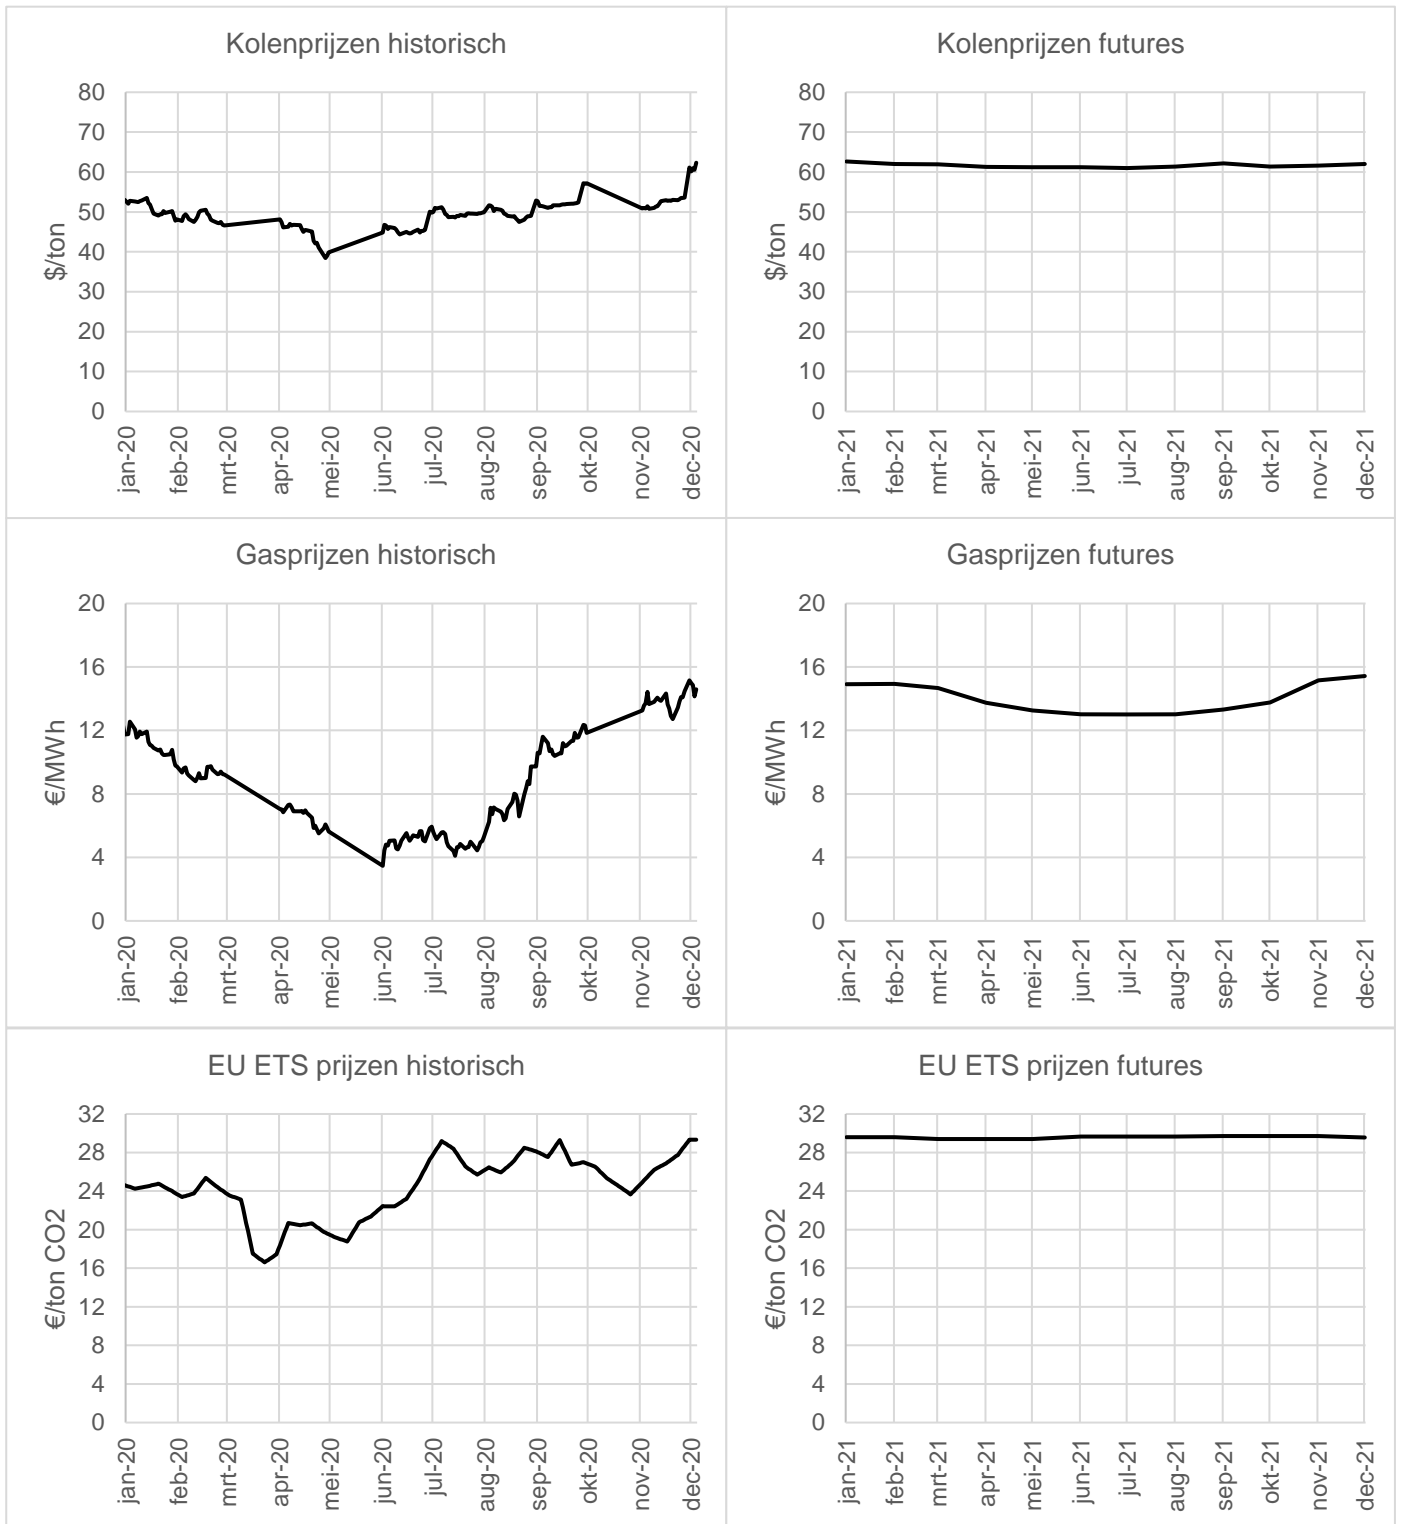 Kolenprijzen historisch
80
70
60
50
40
30
20
10
0
$/ton
jan-20
feb-20
mrt-20
apr-20
mei-20
jun-20
jul-20
aug-20
sep-20
okt-20
nov-20
dec-20
Kolenprijzen futures
80
70
60
50
40
30
20
10
0
$/ton
jan-21
feb-21
mrt-21
apr-21
mei-21
jun-21
jul-21
aug-21
sep-21
okt-21
nov-21
dec-21
Gasprijzen historisch
20
16
12
8
4
0
€/MWh
jan-20
feb-20
mrt-20
apr-20
mei-20
jun-20
jul-20
aug-20
sep-20
okt-20
nov-20
dec-20
Gasprijzen futures
20
16
12
8
4
0
€/MWh
jan-21
feb-21
mrt-21
apr-21
mei-21
jun-21
jul-21
aug-21
sep-21
okt-21
nov-21
dec-21
EU ETS prijzen historisch
32
28
24
20
16
12
8
4
0
€/ton CO2
jan-20
feb-20
mrt-20
apr-20
mei-20
jun-20
jul-20
aug-20
sep-20
okt-20
nov-20
dec-20
EU ETS prijzen futures
32
28
24
20
16
12
8
4
0
€/ton CO2
jan-21
feb-21
mrt-21
apr-21
mei-21
jun-21
jul-21
aug-21
sep-21
okt-21
nov-21
dec-21